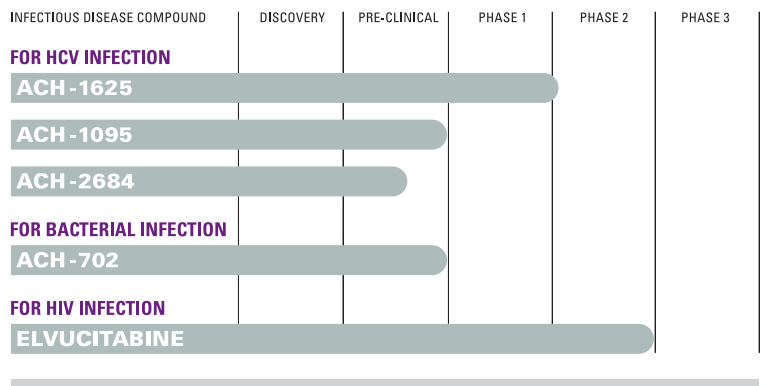 INFECTIOUS DISEASE COMPOUND DISCOVERY PRE-CLINICAL PHASE 1 PHASE 2 PHASE 3
FOR HCV INFECTION
ACH-1625
ACH-1095
ACH-2684
FOR BACTERIAL INFECTION
ACH-702
FOR HIV INFECTION
ELVUCITABINE